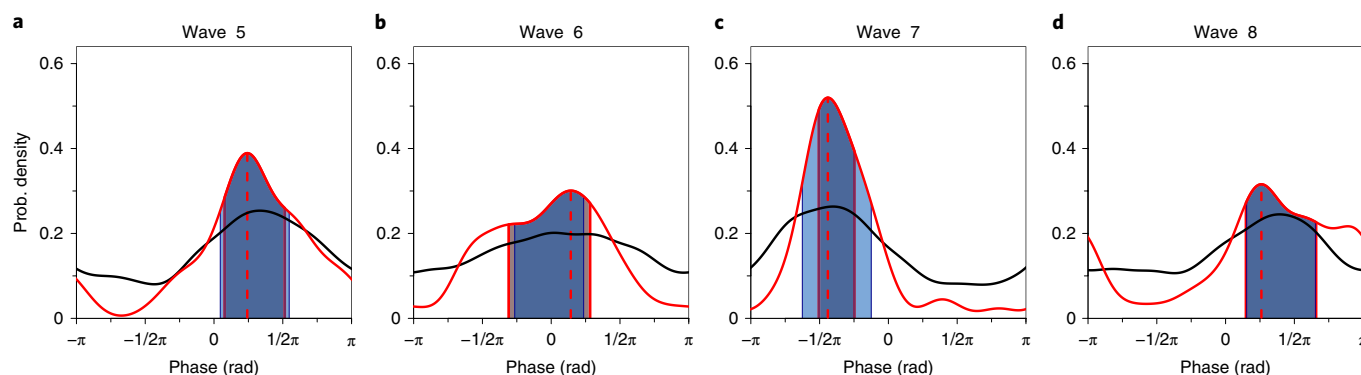 a Wave 5
b Wave 6
c Wave 7
d Wave 8
Prob. density
0.6
0.4
0.2
0
−π −1/2π 0 1/2π π
Phase (rad)
0.6
0.4
0.2
0
−π −1/2π 0 1/2π π
Phase (rad)
0.6
0.4
0.2
0
−π −1/2π 0 1/2π π
Phase (rad)
0.6
0.4
0.2
0
−π −1/2π 0 1/2π
Phase (rad)